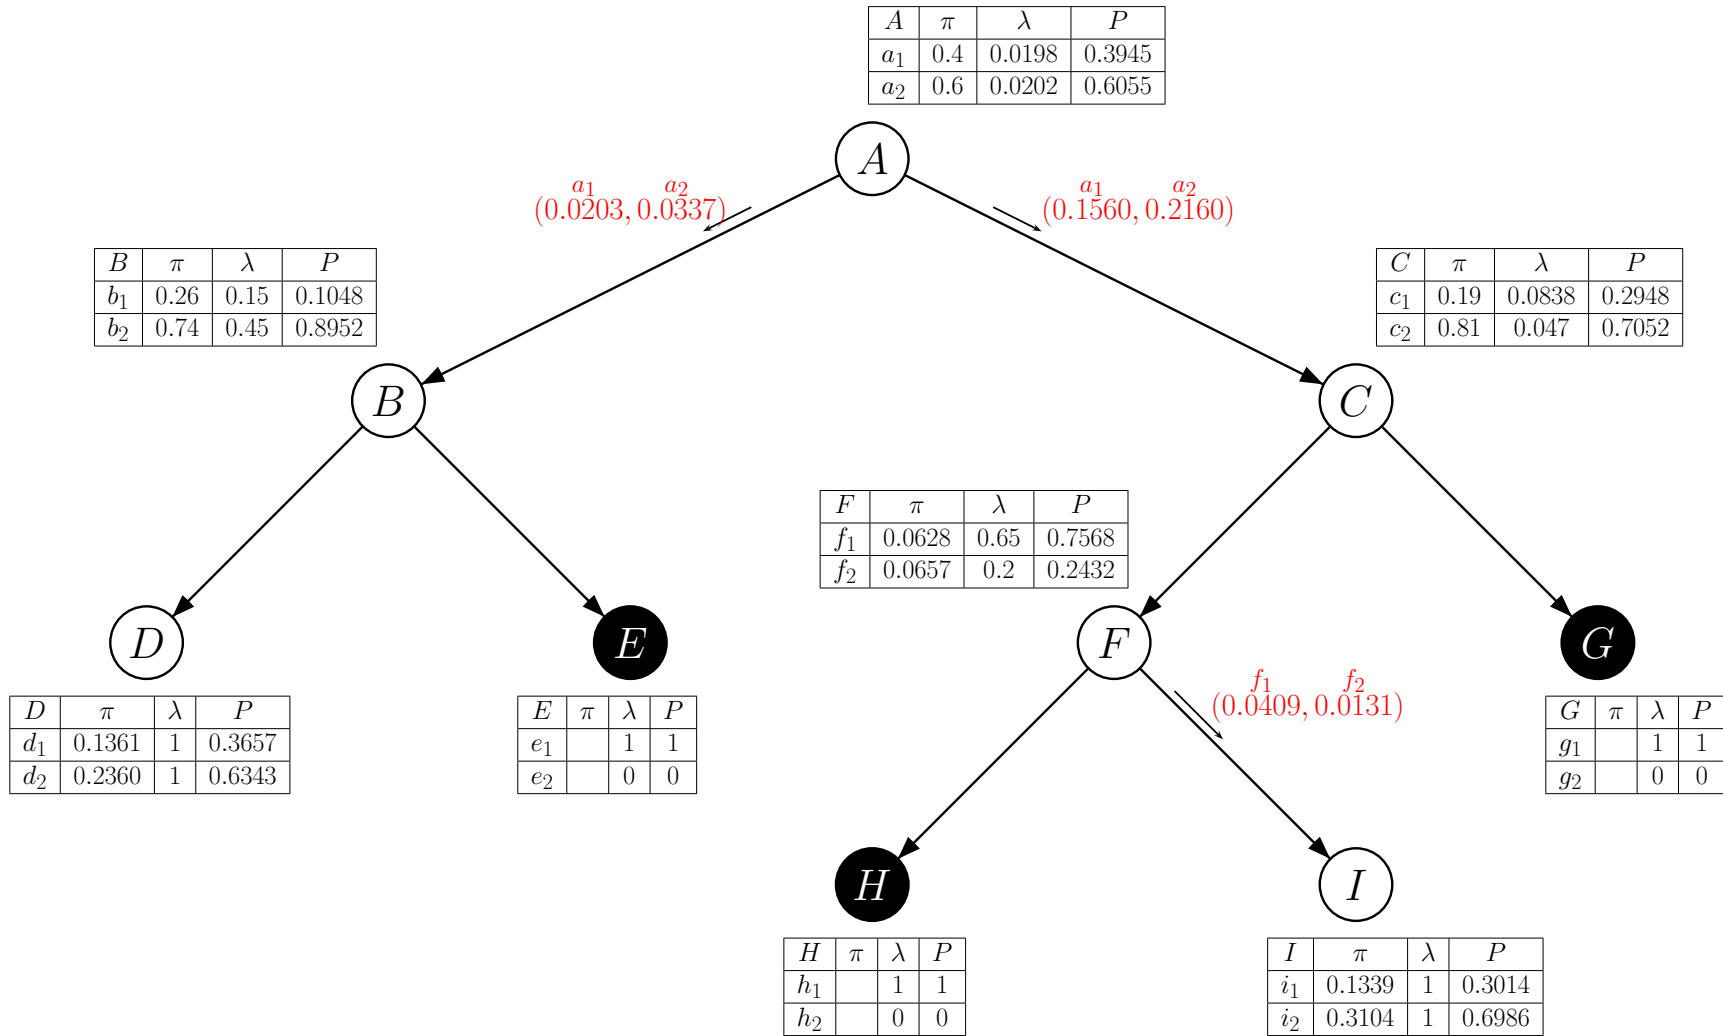 A π λ P
a₁ 0.4 0.0198 0.3945
a₂ 0.6 0.0202 0.6055
A
a₁ a₂
(0.0203, 0.0337)
a₁ a₂
(0.1560, 0.2160)
B π λ P
b₁ 0.26 0.15 0.1048
b₂ 0.74 0.45 0.8952
C π λ P
c₁ 0.19 0.0838 0.2948
c₂ 0.81 0.047 0.7052
B
C
F π λ P
f₁ 0.0628 0.65 0.7568
f₂ 0.0657 0.2 0.2432
D
E
F
G
f₁ f₂
(0.0409, 0.0131)
D π λ P
d₁ 0.1361 1 0.3657
d₂ 0.2360 1 0.6343
E π λ P
e₁ 1 1
e₂ 0 0
G π λ P
g₁ 1 1
g₂ 0 0
H
I
H π λ P
h₁ 1 1
h₂ 0 0
I π λ P
i₁ 0.1339 1 0.3014
i₂ 0.3104 1 0.6986